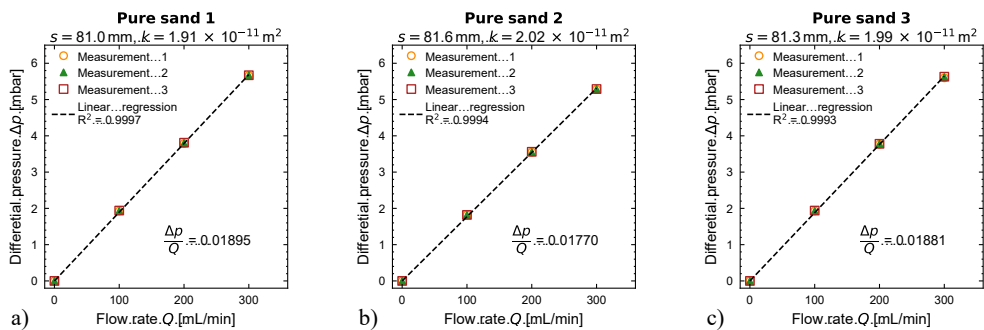 Pure sand 1
s = 81.0 mm, k = 1.91 × 10⁻¹¹ m²
Differetial.pressure.Δp.[mbar]
6
5
4
3
2
1
0
Measurement...1
Measurement...2
Measurement...3
Linear...regression
R².=.0.9997
Δp/Q .=.0.01895
0
100
200
300
Flow.rate.Q.[mL/min]
a)
Pure sand 2
s = 81.6 mm, k = 2.02 × 10⁻¹¹ m²
Differetial.pressure.Δp.[mbar]
6
5
4
3
2
1
0
Measurement...1
Measurement...2
Measurement...3
Linear...regression
R².=.0.9994
Δp/Q .=.0.01770
0
100
200
300
Flow.rate.Q.[mL/min]
b)
Pure sand 3
s = 81.3 mm, k = 1.99 × 10⁻¹¹ m²
Differetial.pressure.Δp.[mbar]
6
5
4
3
2
1
0
Measurement...1
Measurement...2
Measurement...3
Linear...regression
R².=.0.9993
Δp/Q .=.0.01881
0
100
200
300
Flow.rate.Q.[mL/min]
c)